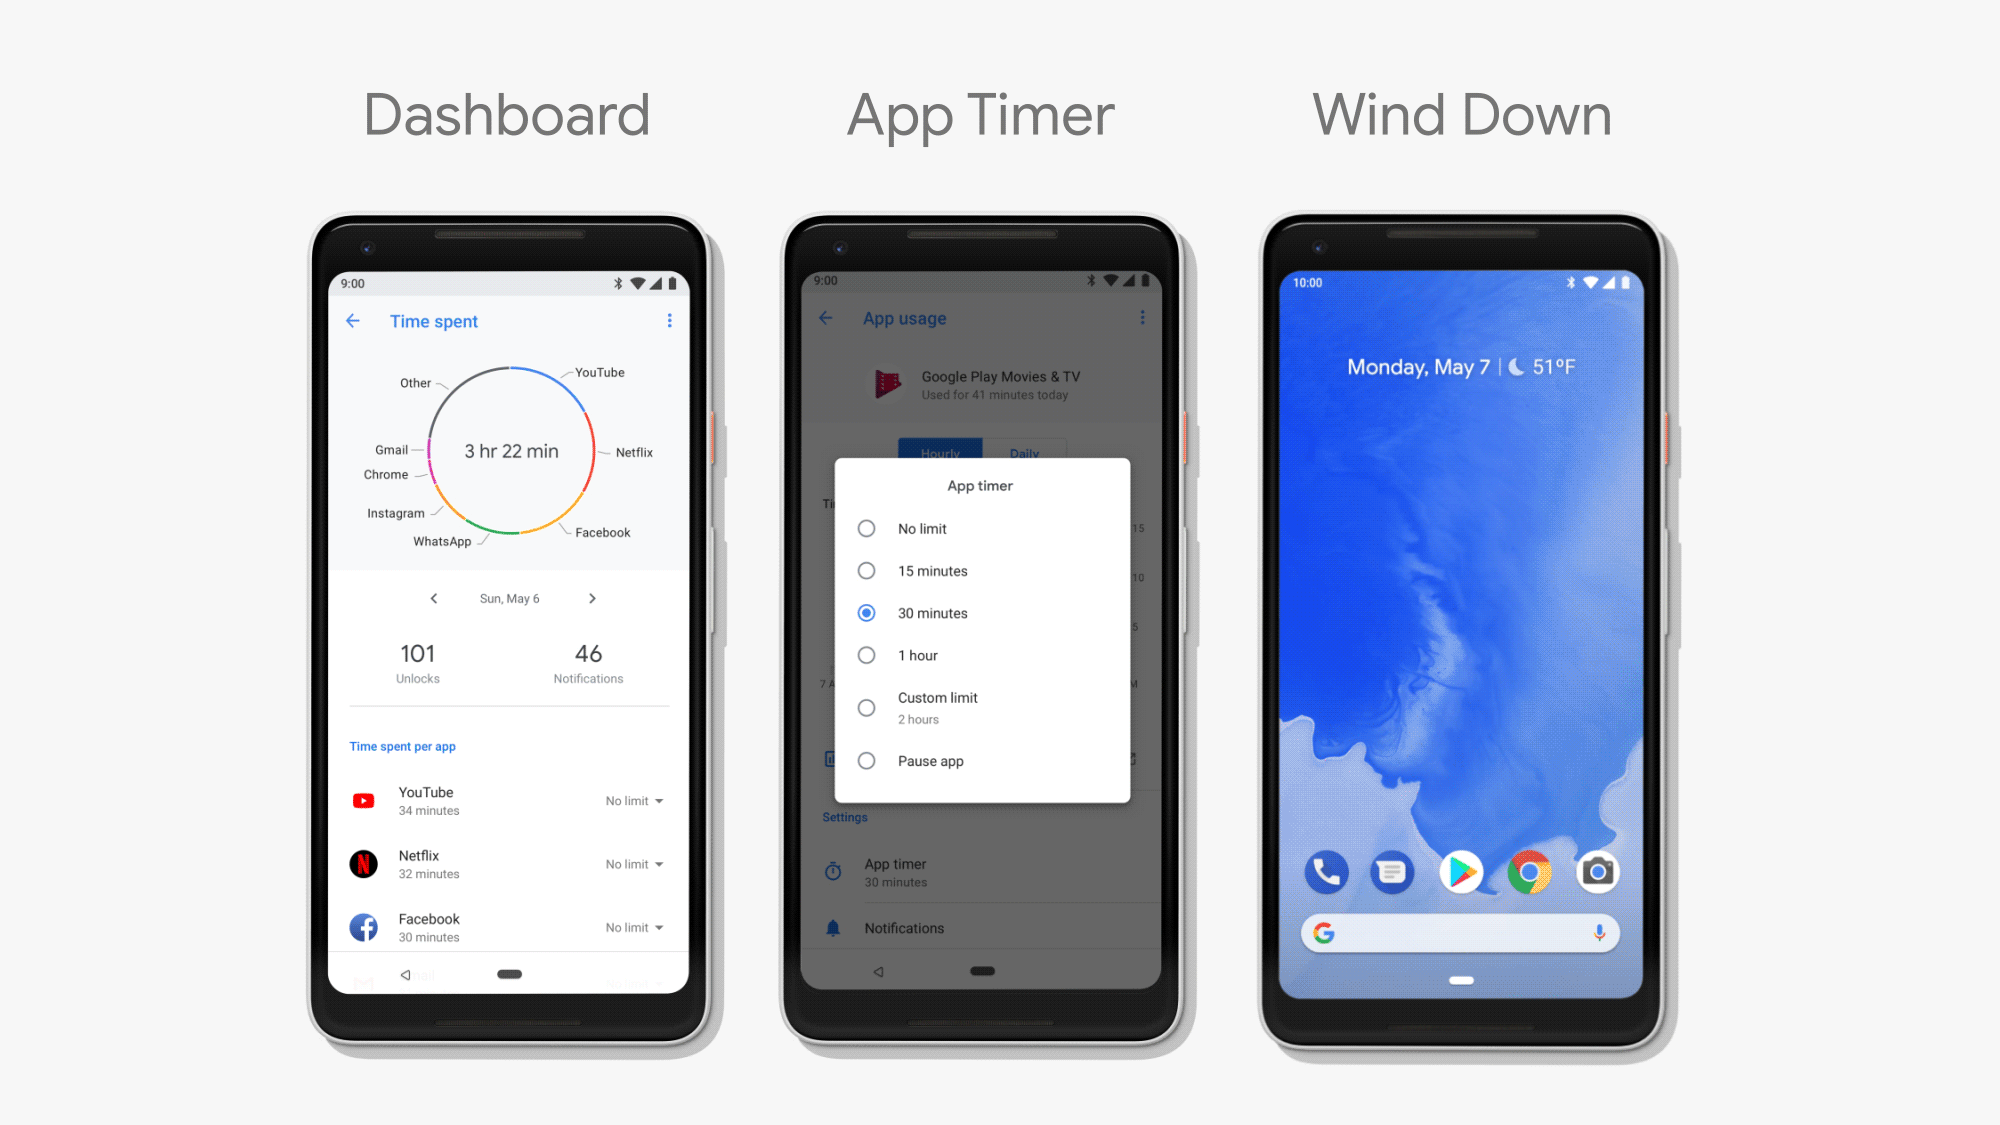 Dashboard
App Timer
Wind Down
9:00
Time spent
Other
YouTube
3 hr 22 min
Gmail
Netflix
Chrome
Instagram
Facebook
WhatsApp
Sun, May 6
101
46
Unlocks
Notifications
Time spent per app
YouTube
34 minutes
No limit
Netflix
32 minutes
No limit
Facebook
30 minutes
No limit
9:00
App usage
Google Play Movies & TV
Used for 41 minutes today
Hourly
Daily
App timer
No limit
15 minutes
30 minutes
1 hour
Custom limit
2 hours
Pause app
15
10
5
Settings
App timer
30 minutes
Notifications
10:00
Monday, May 7
51°F